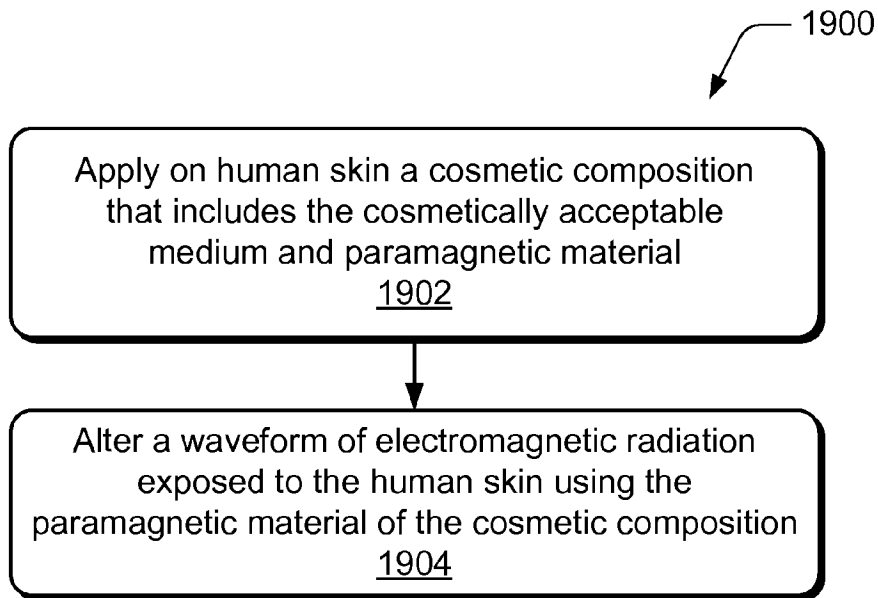 1900
Apply on human skin a cosmetic composition
that includes the cosmetically acceptable
medium and paramagnetic material
1902
Alter a waveform of electromagnetic radiation
exposed to the human skin using the
paramagnetic material of the cosmetic composition
1904